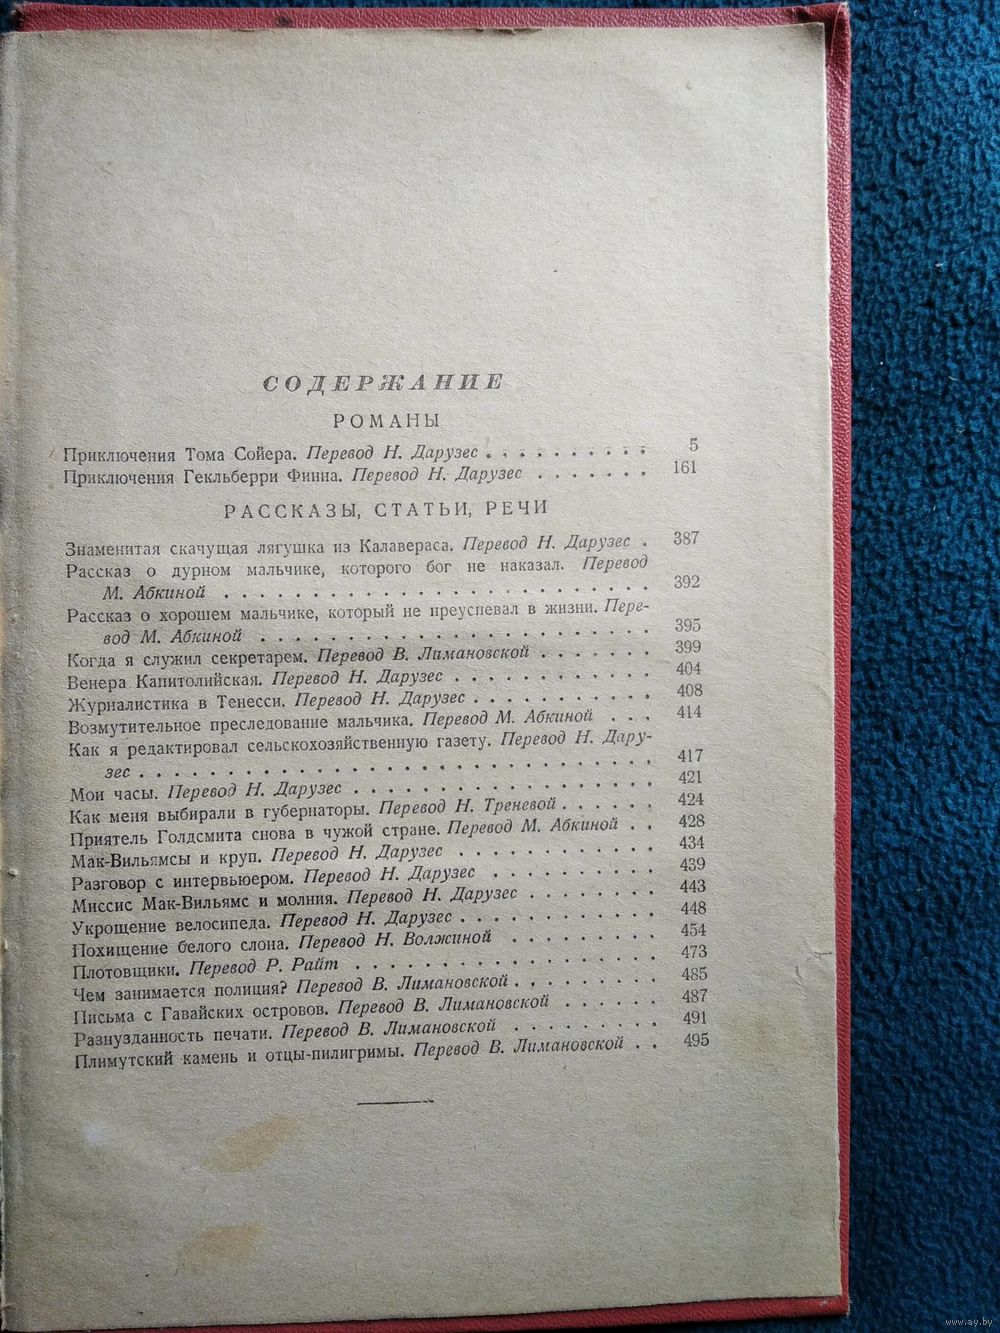 СОДЕРЖАНИЕ
РОМАНЫ
Приключения Тома Сойера. Перевод Н. Дарузес . . . . . . . . . . 5
Приключения Гекльберри Финна. Перевод Н. Дарузес . . . . . . . 161
РАССКАЗЫ, СТАТЬИ, РЕЧИ
Знаменитая скачущая лягушка из Калавераса. Перевод Н. Дарузес . 387
Рассказ о дурном мальчике, которого бог не наказал. Перевод
М. Абкиной . . . . . . . . . . . . . . . . . . . . . . 392
Рассказ о хорошем мальчике, который не преуспевал в жизни. Пере-
вод М. Абкиной . . . . . . . . . . . . . . . . . . . . 395
Когда я служил секретарем. Перевод В. Лимановской . . . . . . . 399
Венера Капитолийская. Перевод Н. Дарузес . . . . . . . . . . . 404
Журналистика в Тенесси. Перевод Н. Дарузес . . . . . . . . . . 408
Возмутительное преследование мальчика. Перевод М. Абкиной . . . 414
Как я редактировал сельскохозяйственную газету. Перевод Н. Дару-
зес . . . . . . . . . . . . . . . . . . . . . . . . . . 417
Мои часы. Перевод Н. Дарузес . . . . . . . . . . . . . . . . 421
Как меня выбирали в губернаторы. Перевод Н. Треневой . . . . . . 424
Приятель Голдсмита снова в чужой стране. Перевод М. Абкиной . . 428
Мак-Вильямсы и круп. Перевод Н. Дарузес . . . . . . . . . . . 434
Разговор с интервьюером. Перевод Н. Дарузес . . . . . . . . . . 439
Миссис Мак-Вильямс и молния. Перевод Н. Дарузес . . . . . . . . 443
Укрощение велосипеда. Перевод Н. Дарузес . . . . . . . . . . . 448
Похищение белого слона. Перевод Н. Волжиной . . . . . . . . . 454
Плотовщики. Перевод Р. Райт . . . . . . . . . . . . . . . . 473
Чем занимается полиция? Перевод В. Лимановской . . . . . . . . . 485
Письма с Гавайских островов. Перевод В. Лимановской . . . . . . 487
Разнузданность печати. Перевод В. Лимановской . . . . . . . . . 491
Плимутский камень и отцы-пилигримы. Перевод В. Лимановской . . 495
www.ay.by